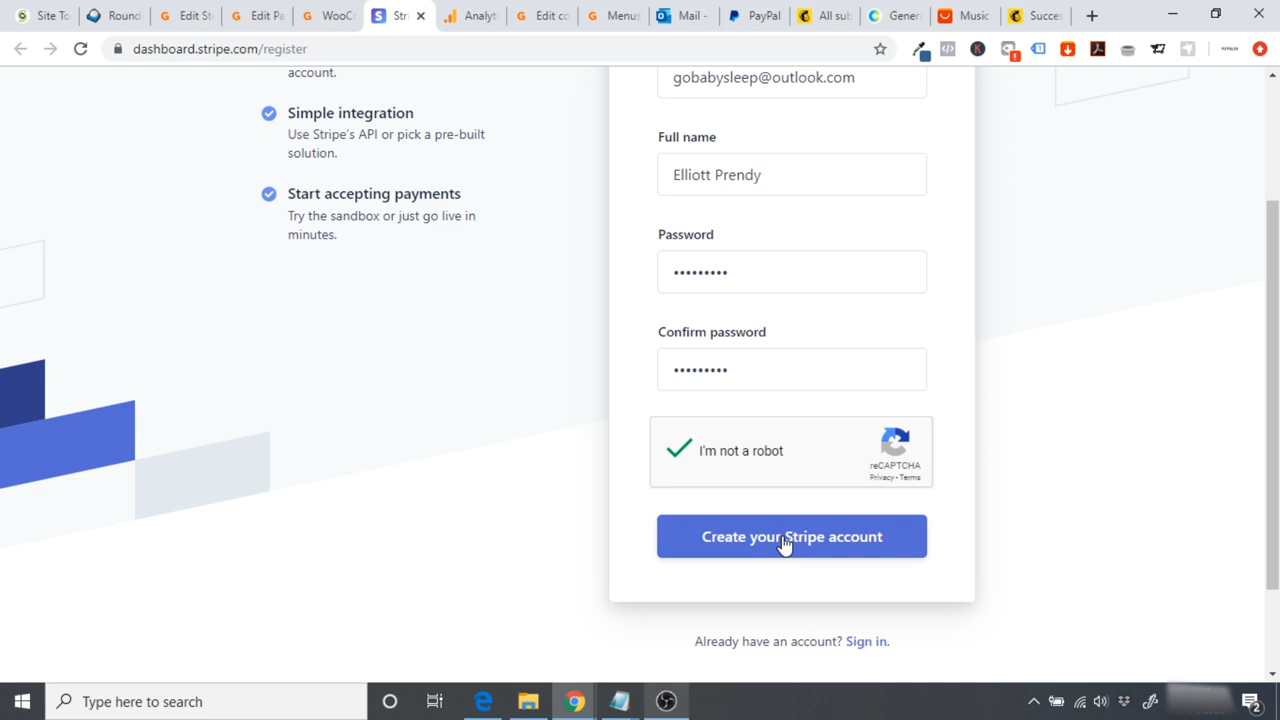 Site To
Round
Edit St
Edit Pa
WooCo
Str
Analyt
Edit co
Menus
Mail -
PayPal
All sub
Gener
Music
Succes
dashboard.stripe.com/register
account.
Simple integration
Use Stripe's API or pick a pre-built
solution.
Start accepting payments
Try the sandbox or just go live in
minutes.
gobabysleep@outlook.com
Full name
Elliott Prendy
Password
Confirm password
I'm not a robot
reCAPTCHA
Privacy - Terms
Create your Stripe account
Already have an account? Sign in.
Type here to search
2